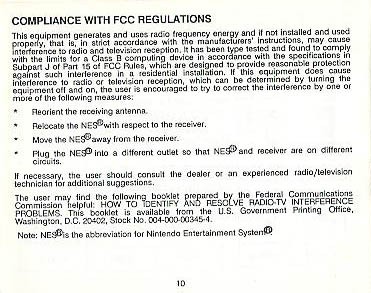 COMPLIANCE WITH FCC REGULATIONS
This equipment generates and uses radio frequency energy and if not installed and used
properly, that is, in strict accordance with the manufacturers' instructions, may cause
interference to radio and television reception. It has been type tested and found to comply
with the limits for a Class B computing device in accordance with the specifications in
Subpart J of Part 15 of FCC Rules, which are designed to provide reasonable protection
against such interference in a residential installation. If this equipment does cause
interference to radio or television reception, which can be determined by turning the
equipment off and on, the user is encouraged to try to correct the interference by one or
more of the following measures:
* Reorient the receiving antenna.
* Relocate the NES® with respect to the receiver.
* Move the NES® away from the receiver.
* Plug the NES® into a different outlet so that NES® and receiver are on different
circuits.
If necessary, the user should consult the dealer or an experienced radio/television
technician for additional suggestions.
The user may find the following booklet prepared by the Federal Communications
Commission helpful: HOW TO IDENTIFY AND RESOLVE RADIO-TV INTERFERENCE
PROBLEMS. This booklet is available from the U.S. Government Printing Office,
Washington, D.C. 20402, Stock No. 004-000-00345-4.
Note: NES® is the abbreviation for Nintendo Entertainment System®
10